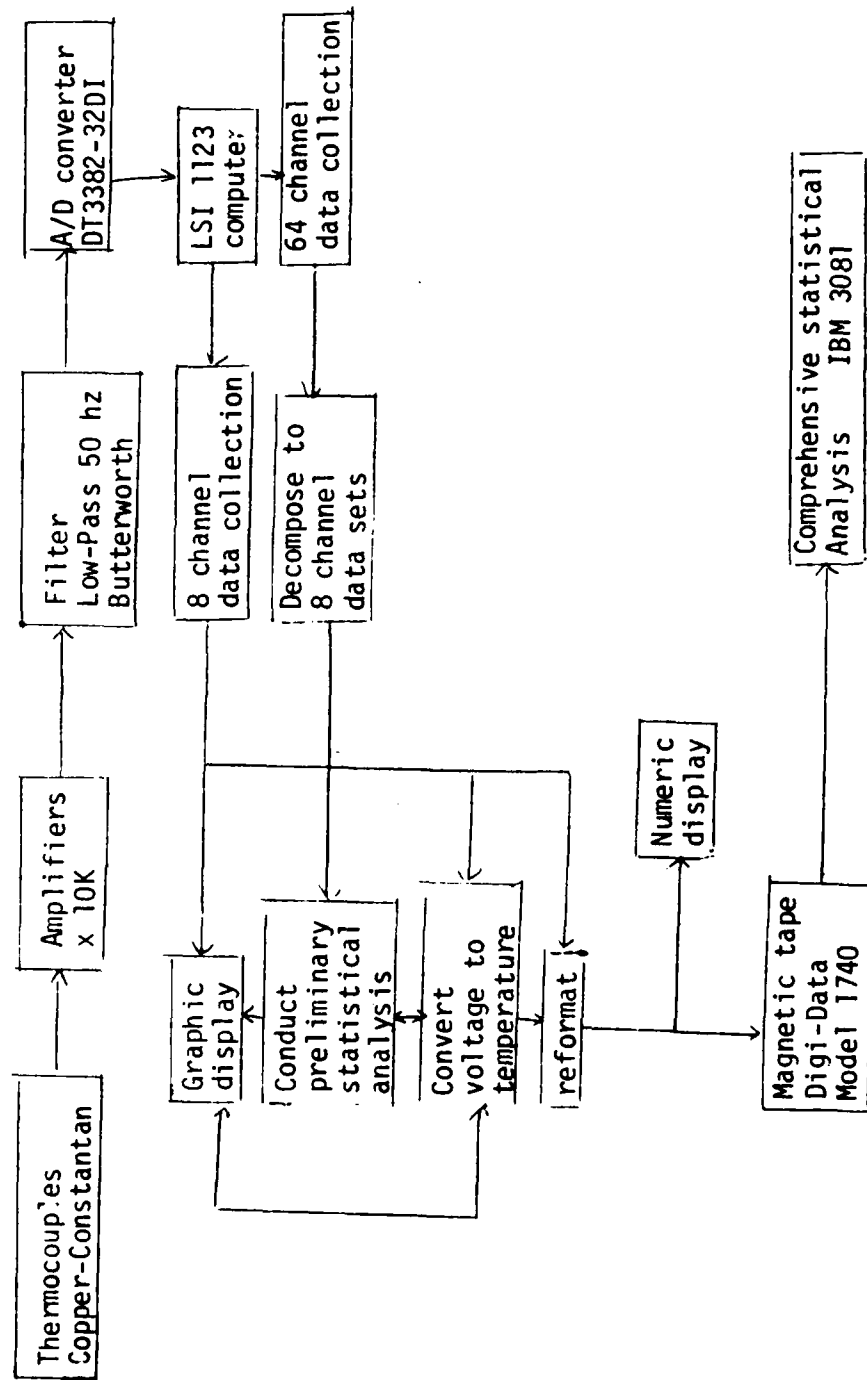 Thermocouples
Copper-Constantan
Amplifiers
x 10K
Filter
Low-Pass 50 hz
Butterworth
A/D converter
DT3382-32DI
LSI 1123
computer
8 channel
data collection
64 channel
data collection
Decompose to
8 channel
data sets
Graphic
display
Conduct
preliminary
statistical
analysis
Convert
voltage to
temperature
reformat
Numeric
display
Magnetic tape
Digi-Data
Model 1740
Comprehensive statistical
Analysis IBM 3081